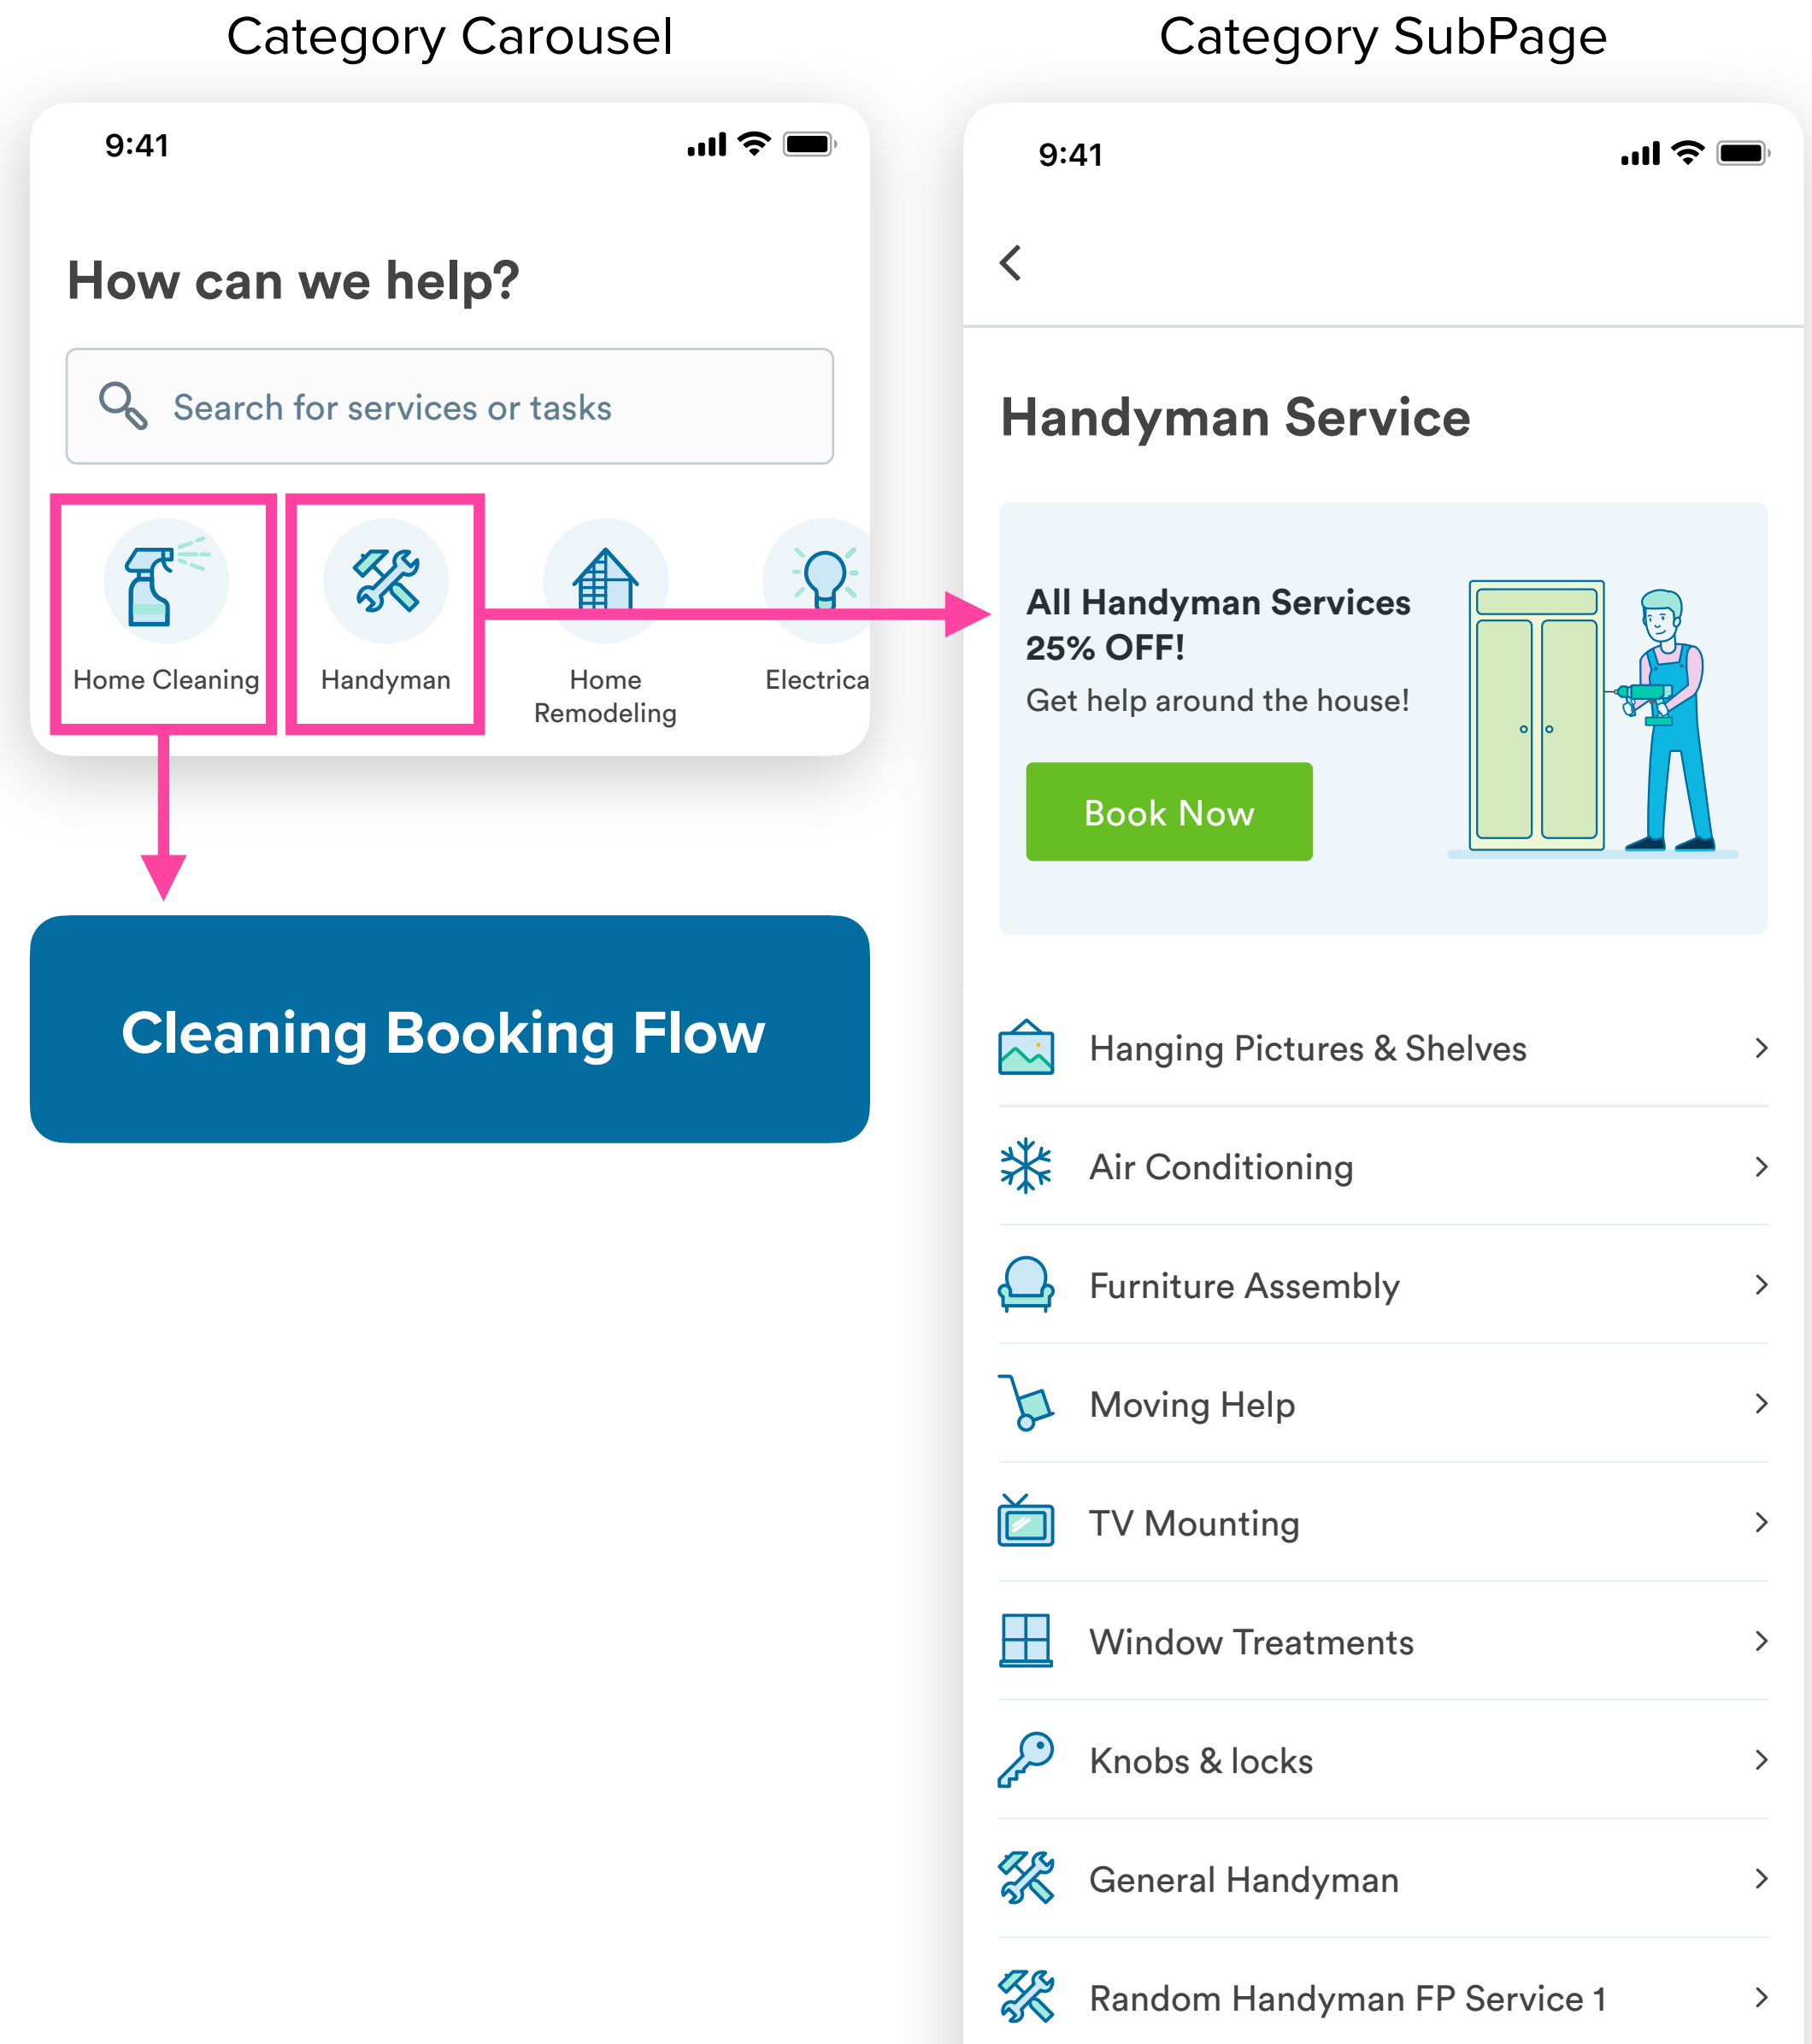 Category Carousel
9:41
How can we help?
Search for services or tasks
Home Cleaning
Handyman
Home
Remodeling
Electrica
Cleaning Booking Flow
Category SubPage
9:41
Handyman Service
All Handyman Services
25% OFF!
Get help around the house!
Book Now
Hanging Pictures & Shelves
Air Conditioning
Furniture Assembly
Moving Help
TV Mounting
Window Treatments
Knobs & locks
General Handyman
Random Handyman FP Service 1